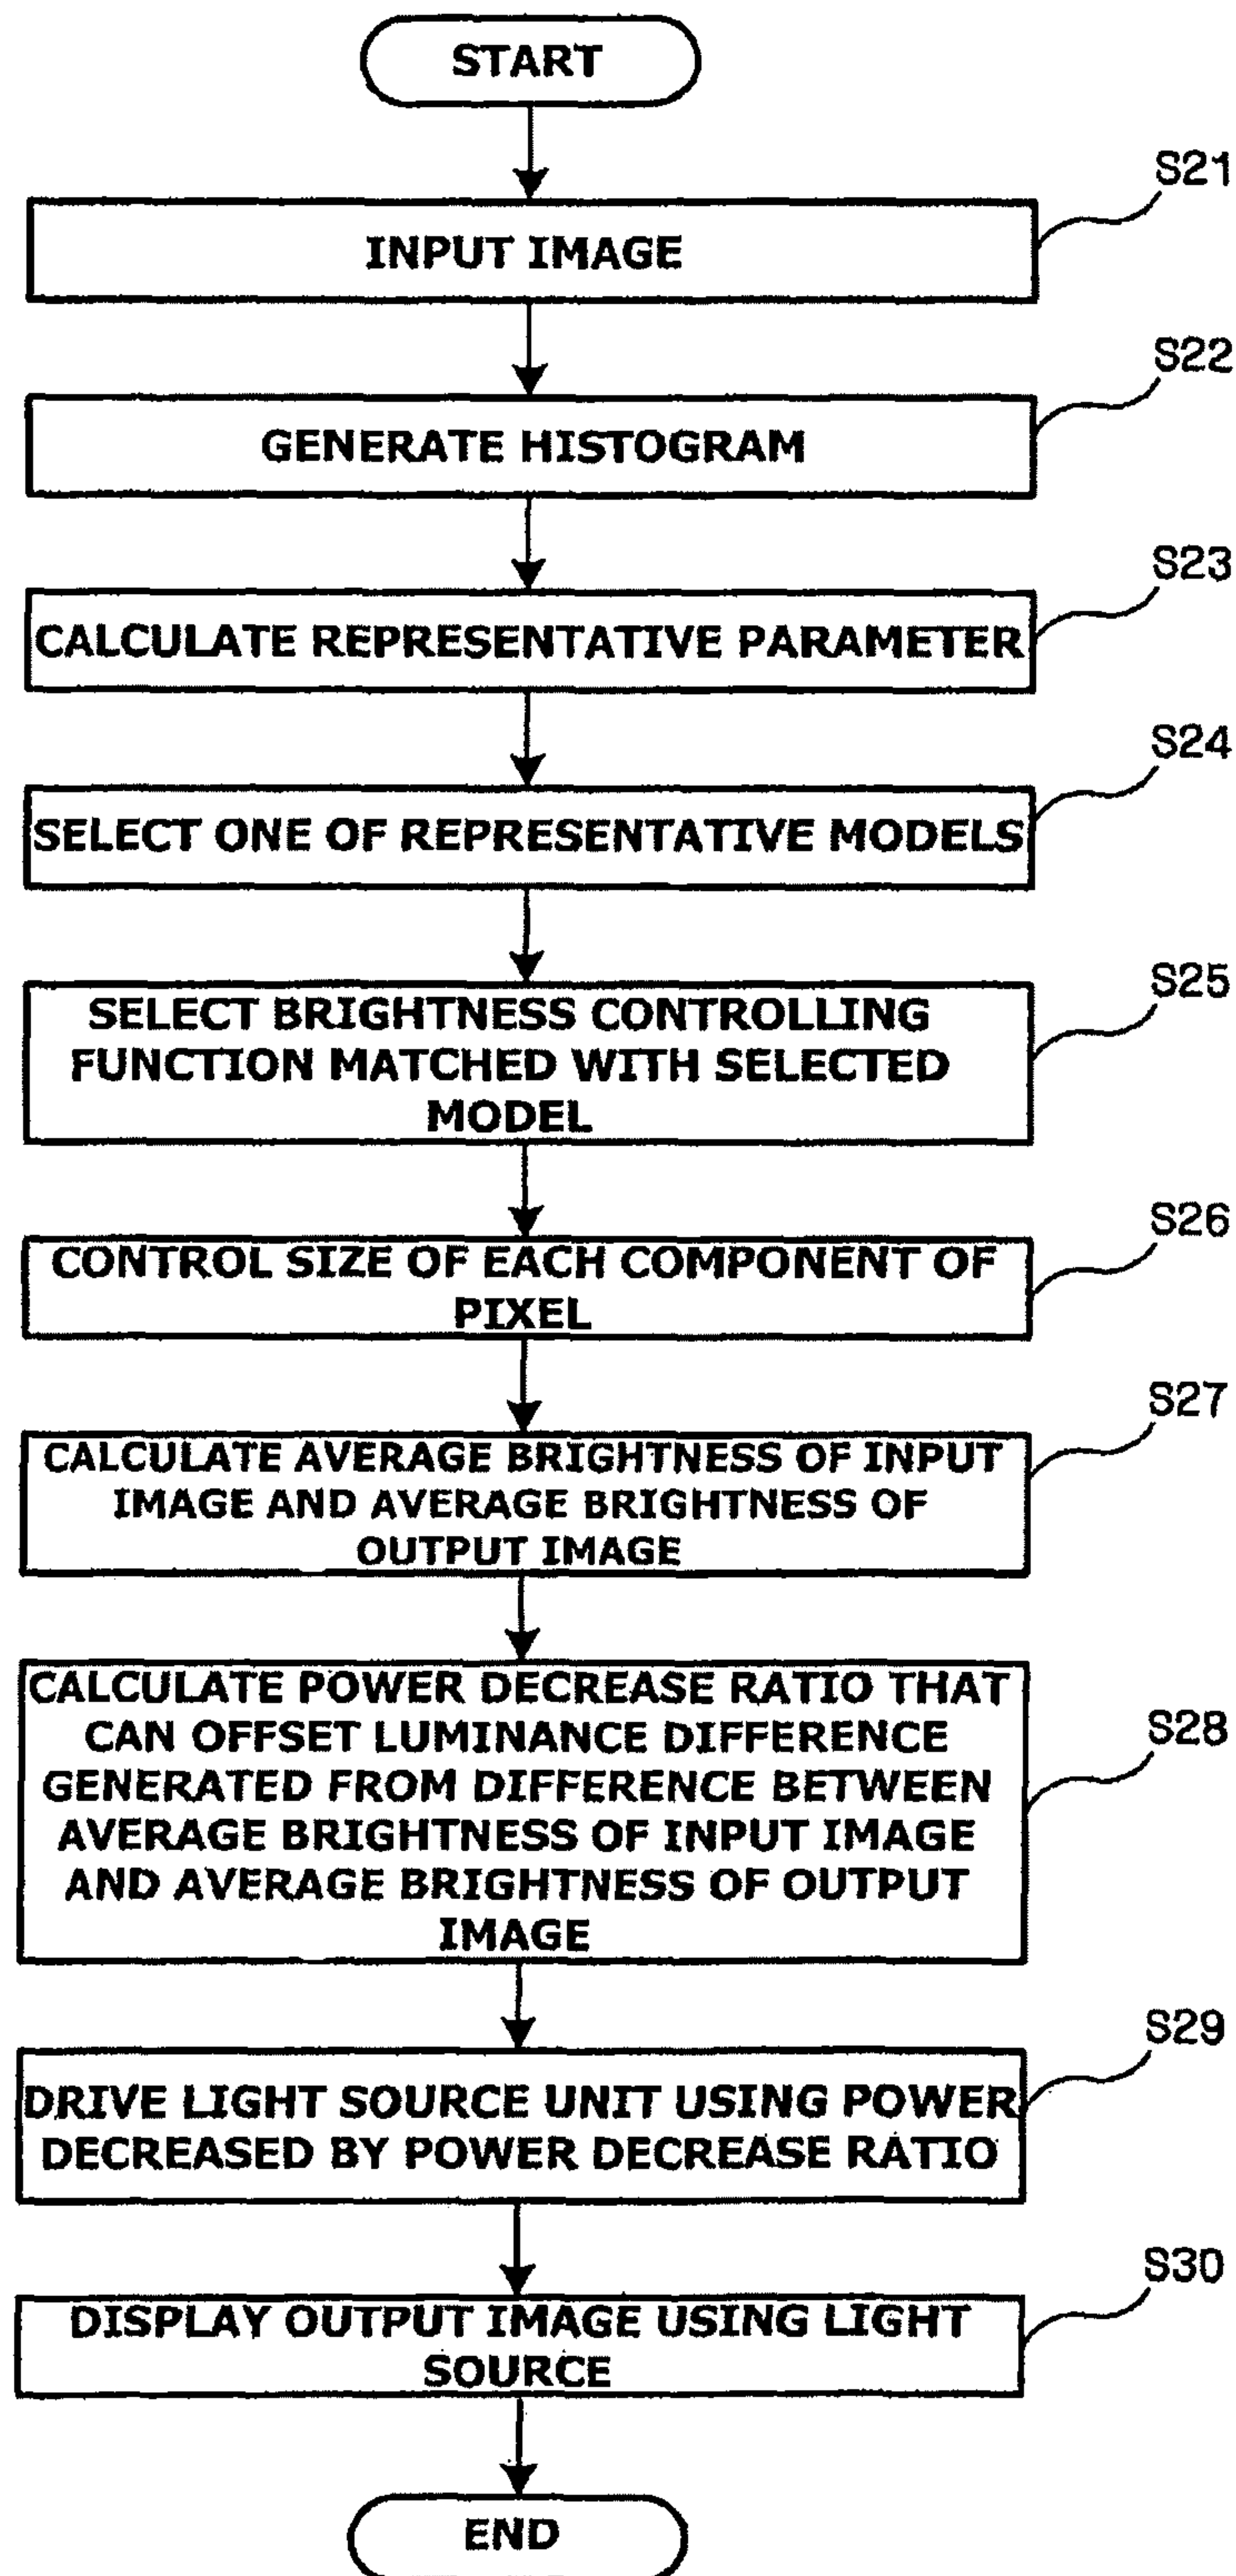 START
S21
INPUT IMAGE
S22
GENERATE HISTOGRAM
S23
CALCULATE REPRESENTATIVE PARAMETER
S24
SELECT ONE OF REPRESENTATIVE MODELS
S25
SELECT BRIGHTNESS CONTROLLING
FUNCTION MATCHED WITH SELECTED
MODEL
S26
CONTROL SIZE OF EACH COMPONENT OF
PIXEL
S27
CALCULATE AVERAGE BRIGHTNESS OF INPUT
IMAGE AND AVERAGE BRIGHTNESS OF
OUTPUT IMAGE
S28
CALCULATE POWER DECREASE RATIO THAT
CAN OFFSET LUMINANCE DIFFERENCE
GENERATED FROM DIFFERENCE BETWEEN
AVERAGE BRIGHTNESS OF INPUT IMAGE
AND AVERAGE BRIGHTNESS OF OUTPUT
IMAGE
S29
DRIVE LIGHT SOURCE UNIT USING POWER
DECREASED BY POWER DECREASE RATIO
S30
DISPLAY OUTPUT IMAGE USING LIGHT
SOURCE
END